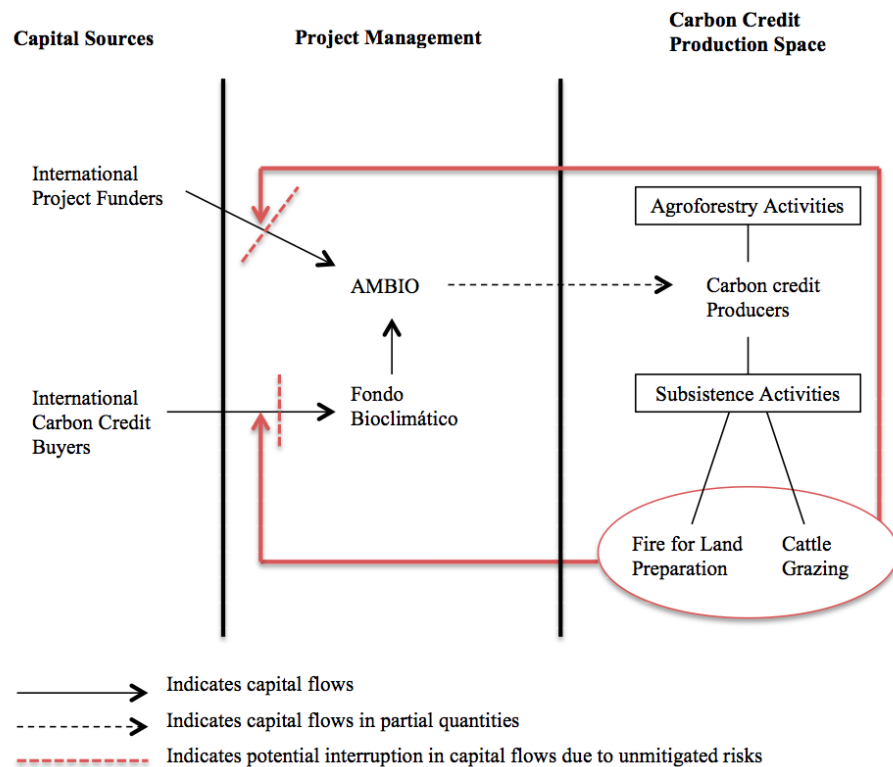 Capital Sources
Project Management
Carbon Credit
Production Space
International
Project Funders
Agroforestry Activities
AMBIO
Carbon credit
Producers
International
Carbon Credit
Buyers
Fondo
Bioclimático
Subsistence Activities
Fire for Land
Preparation
Cattle
Grazing
Indicates capital flows
Indicates capital flows in partial quantities
Indicates potential interruption in capital flows due to unmitigated risks